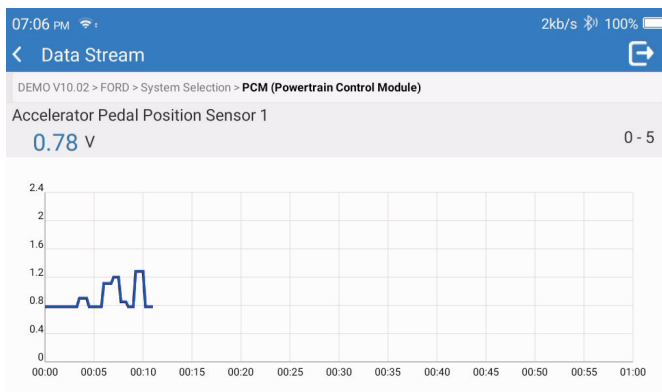 07:06 PM 2kb/s 100%
Data Stream
DEMO V10.02 > FORD > System Selection > PCM (Powertrain Control Module)
Accelerator Pedal Position Sensor 1
0.78 V 0 - 5
2.4
2
1.6
1.2
0.8
0.4
0
00:00 00:05 00:10 00:15 00:20 00:25 00:30 00:35 00:40 00:45 00:50 00:55 01:00